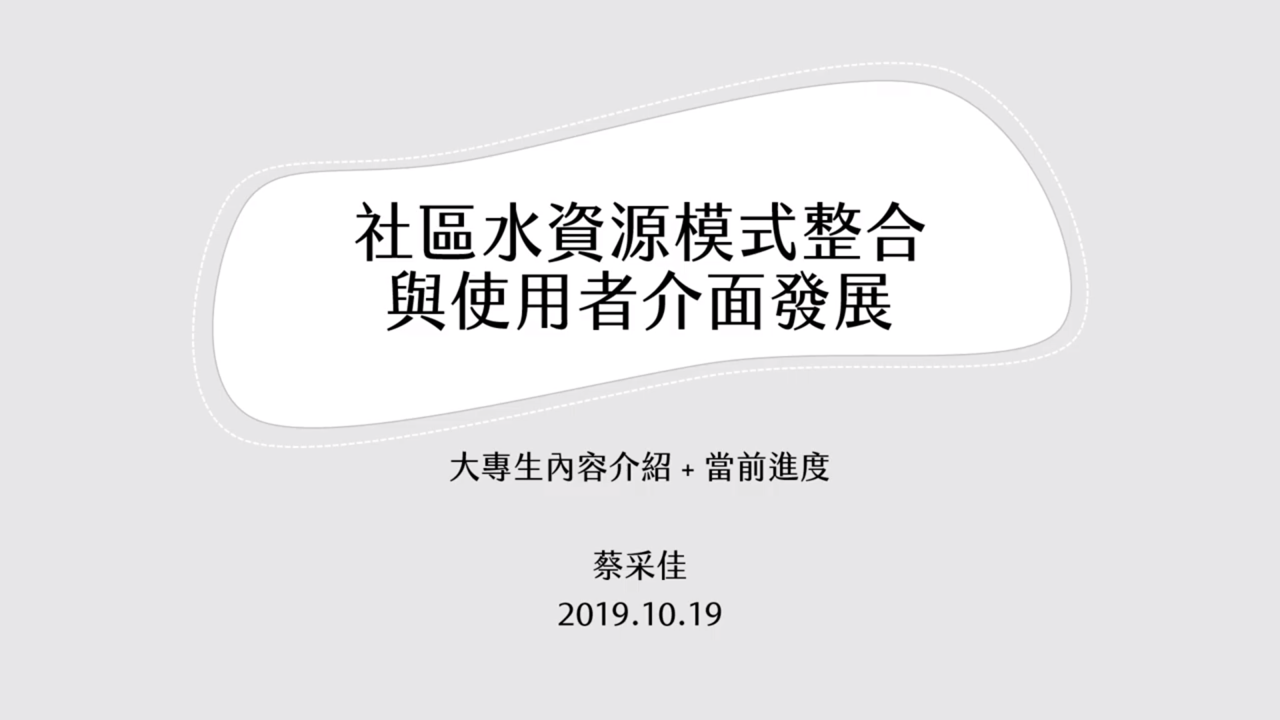 社區水資源模式整合
與使用者介面發展
大專生內容介紹 + 當前進度
蔡采佳
2019.10.19